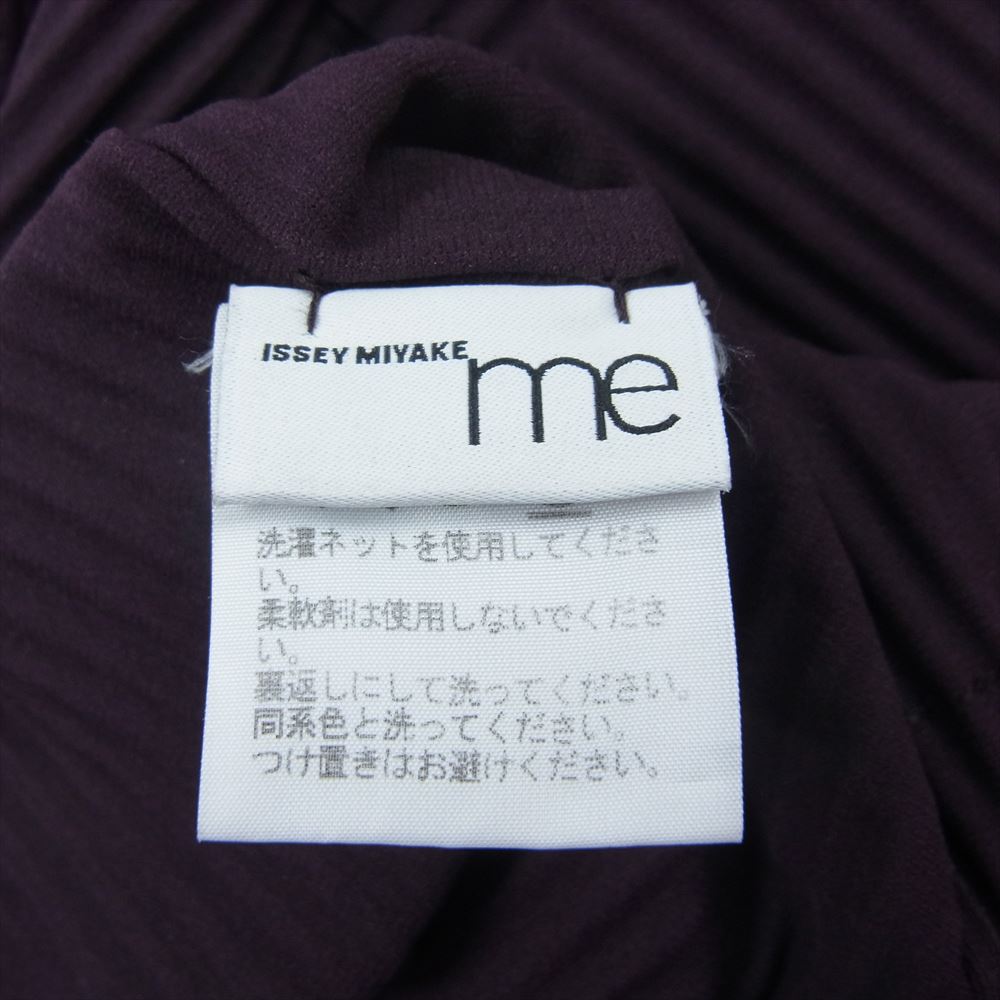 ISSEY MIYAKE
me
洗濯ネットを使用してくださ
い。
柔軟剤は使用しないでくださ
い。
裏返しにして洗ってください。
同系色と洗ってください。
つけ置きはお避けください。